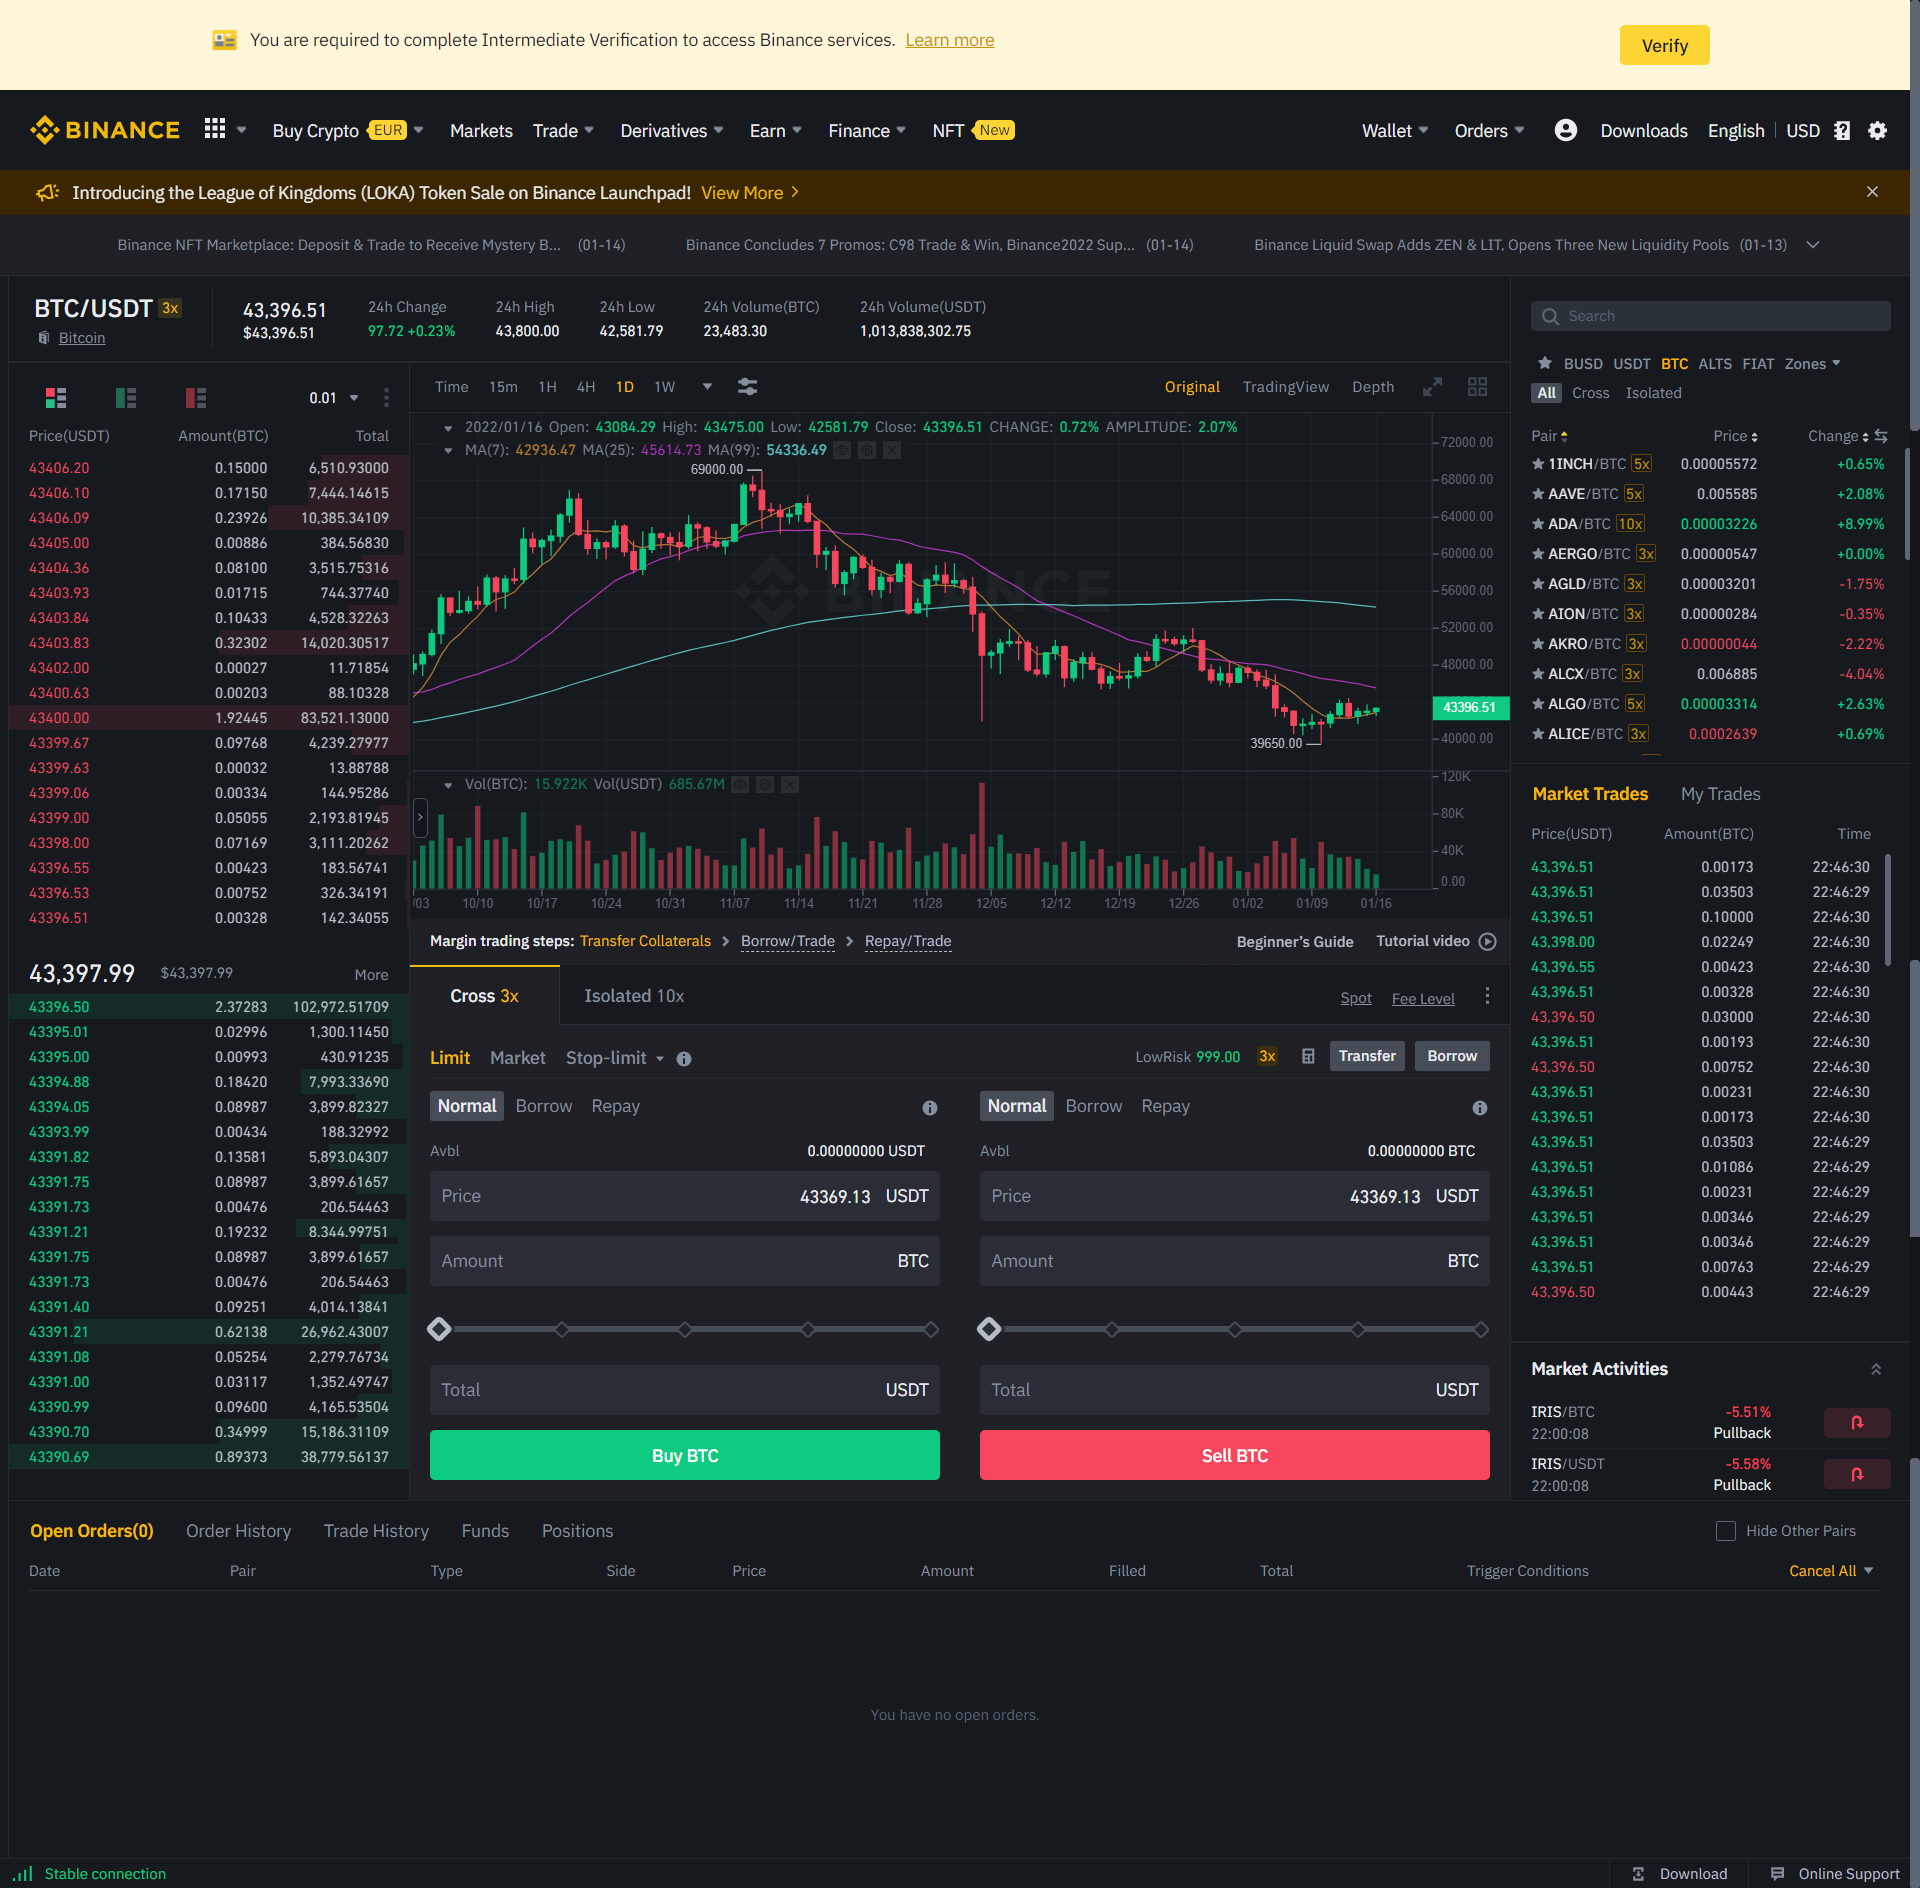 You are required to complete Intermediate Verification to access Binance services. Learn more
Verify
BINANCE Buy Crypto EUR Markets Trade Derivatives Earn Finance NFT New Wallet Orders Downloads English USD
Introducing the League of Kingdoms (LOKA) Token Sale on Binance Launchpad! View More
Binance NFT Marketplace: Deposit & Trade to Receive Mystery B... (01-14) Binance Concludes 7 Promos: C98 Trade & Win, Binance2022 Sup... (01-14) Binance Liquid Swap Adds ZEN & LIT, Opens Three New Liquidity Pools (01-13)
BTC/USDT 3x
Bitcoin
43,396.51
$43,396.51
24h Change
97.72 +0.23%
24h High
43,800.00
24h Low
42,581.79
24h Volume(BTC)
23,483.30
24h Volume(USDT)
1,013,838,302.75
0.01
Price(USDT) Amount(BTC) Total
43406.20 0.15000 6,510.93000
43406.10 0.17150 7,444.14615
43406.09 0.23926 10,385.34109
43405.00 0.00886 384.56830
43404.36 0.08100 3,515.75316
43403.93 0.01715 744.37740
43403.84 0.10433 4,528.32263
43403.83 0.32302 14,020.30517
43402.00 0.00027 11.71854
43400.63 0.00203 88.10328
43400.00 1.92445 83,521.13000
43399.67 0.09768 4,239.27977
43399.63 0.00032 13.88788
43399.06 0.00334 144.95286
43399.00 0.05055 2,193.81945
43398.00 0.07169 3,111.20262
43396.55 0.00423 183.56741
43396.53 0.00752 326.34191
43396.51 0.00328 142.34055
43,397.99 $43,397.99 More
43396.50 2.37283 102,972.51709
43395.01 0.02996 1,300.11450
43395.00 0.00993 430.91235
43394.88 0.18420 7,993.33690
43394.05 0.08987 3,899.82327
43393.99 0.00434 188.32992
43391.82 0.13581 5,893.04307
43391.75 0.08987 3,899.61657
43391.73 0.00476 206.54463
43391.21 0.19232 8.344.99751
43391.75 0.08987 3,899.61657
43391.73 0.00476 206.54463
43391.40 0.09251 4,014.13841
43391.21 0.62138 26,962.43007
43391.08 0.05254 2,279.76734
43391.00 0.03117 1,352.49747
43390.99 0.09600 4,165.53504
43390.70 0.34999 15,186.31109
43390.69 0.89373 38,779.56137
Time 15m 1H 4H 1D 1W Original TradingView Depth
2022/01/16 Open: 43084.29 High: 43475.00 Low: 42581.79 Close: 43396.51 CHANGE: 0.72% AMPLITUDE: 2.07%
MA(7): 42936.47 MA(25): 45614.73 MA(99): 54336.49
BINANCE
69000.00
39650.00
72000.00
68000.00
64000.00
60000.00
56000.00
52000.00
48000.00
43396.51
40000.00
Vol(BTC): 15.922K Vol(USDT) 685.67M
120K
80K
40K
0.00
/03 10/10 10/17 10/24 10/31 11/07 11/14 11/21 11/28 12/05 12/12 12/19 12/26 01/02 01/09 01/16
Margin trading steps: Transfer Collaterals Borrow/Trade Repay/Trade Beginner's Guide Tutorial video
Cross 3x Isolated 10x Spot Fee Level
Limit Market Stop-limit LowRisk 999.00 3x Transfer Borrow
Normal Borrow Repay
Avbl 0.00000000 USDT
Price 43369.13 USDT
Amount BTC
Total USDT
Buy BTC
Normal Borrow Repay
Avbl 0.00000000 BTC
Price 43369.13 USDT
Amount BTC
Total USDT
Sell BTC
Search
BUSD USDT BTC ALTS FIAT Zones
All Cross Isolated
Pair Price Change
1INCH/BTC 5x 0.00005572 +0.65%
AAVE/BTC 5x 0.005585 +2.08%
ADA/BTC 10x 0.00003226 +8.99%
AERGO/BTC 3x 0.00000547 +0.00%
AGLD/BTC 3x 0.00003201 -1.75%
AION/BTC 3x 0.00000284 -0.35%
AKRO/BTC 3x 0.00000044 -2.22%
ALCX/BTC 3x 0.006885 -4.04%
ALGO/BTC 5x 0.00003314 +2.63%
ALICE/BTC 3x 0.0002639 +0.69%
Market Trades My Trades
Price(USDT) Amount(BTC) Time
43,396.51 0.00173 22:46:30
43,396.51 0.03503 22:46:29
43,396.51 0.10000 22:46:30
43,398.00 0.02249 22:46:30
43,396.55 0.00423 22:46:30
43,396.51 0.00328 22:46:30
43,396.50 0.03000 22:46:30
43,396.51 0.00193 22:46:30
43,396.50 0.00752 22:46:30
43,396.51 0.00231 22:46:30
43,396.51 0.00173 22:46:30
43,396.51 0.03503 22:46:29
43,396.51 0.01086 22:46:29
43,396.51 0.00231 22:46:29
43,396.51 0.00346 22:46:29
43,396.51 0.00346 22:46:29
43,396.51 0.00763 22:46:29
43,396.50 0.00443 22:46:29
Market Activities
IRIS/BTC -5.51%
22:00:08 Pullback
IRIS/USDT -5.58%
22:00:08 Pullback
Open Orders(0) Order History Trade History Funds Positions Hide Other Pairs
Date Pair Type Side Price Amount Filled Total Trigger Conditions Cancel All
You have no open orders.
Stable connection Download Online Support